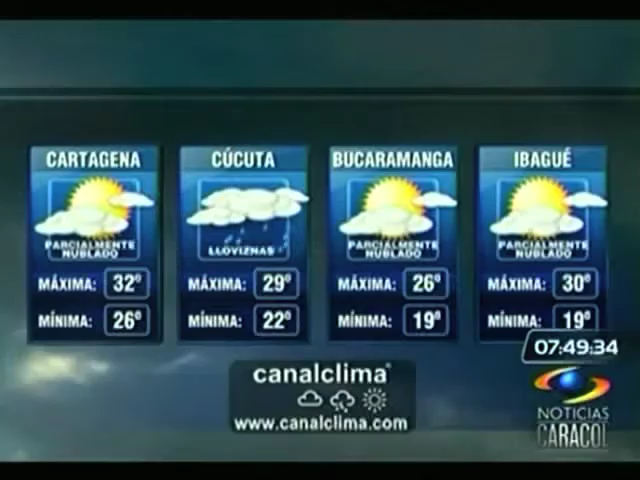 CARTAGENA
PARCIALMENTE
NUBLADO
MÁXIMA: 32º
MÍNIMA: 26º
CÚCUTA
LLOVIZNAS
MÁXIMA: 29º
MÍNIMA: 22º
BUCARAMANGA
PARCIALMENTE
NUBLADO
MÁXIMA: 26º
MÍNIMA: 19º
IBAGUÉ
PARCIALMENTE
NUBLADO
MÁXIMA: 30º
MÍNIMA: 19º
07:49:34
canalclima®
www.canalclima.com
NOTICIAS
CARACOL